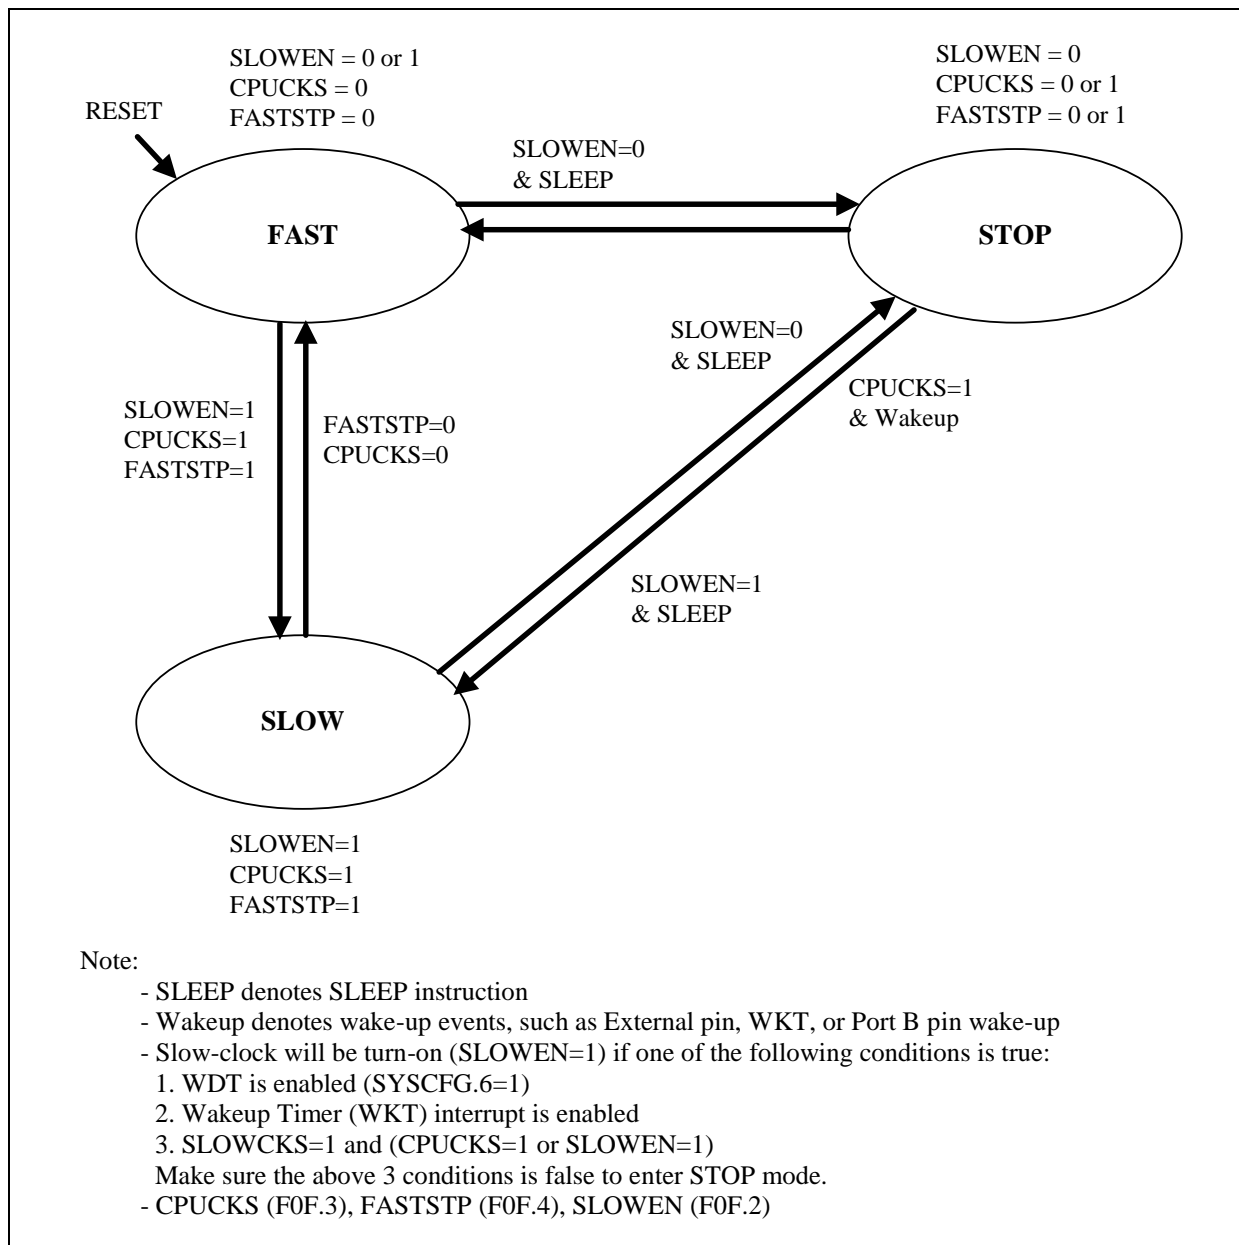 SLOWEN = 0 or 1
CPUCKS = 0
FASTSTP = 0
SLOWEN = 0
CPUCKS = 0 or 1
FASTSTP = 0 or 1
RESET
SLOWEN=0
& SLEEP
FAST
STOP
SLOWEN=0
& SLEEP
CPUCKS=1
& Wakeup
SLOWEN=1
CPUCKS=1
FASTSTP=1
FASTSTP=0
CPUCKS=0
SLOWEN=1
& SLEEP
SLOW
SLOWEN=1
CPUCKS=1
FASTSTP=1
Note:
- SLEEP denotes SLEEP instruction
- Wakeup denotes wake-up events, such as External pin, WKT, or Port B pin wake-up
- Slow-clock will be turn-on (SLOWEN=1) if one of the following conditions is true:
1. WDT is enabled (SYSCFG.6=1)
2. Wakeup Timer (WKT) interrupt is enabled
3. SLOWCKS=1 and (CPUCKS=1 or SLOWEN=1)
Make sure the above 3 conditions is false to enter STOP mode.
- CPUCKS (F0F.3), FASTSTP (F0F.4), SLOWEN (F0F.2)